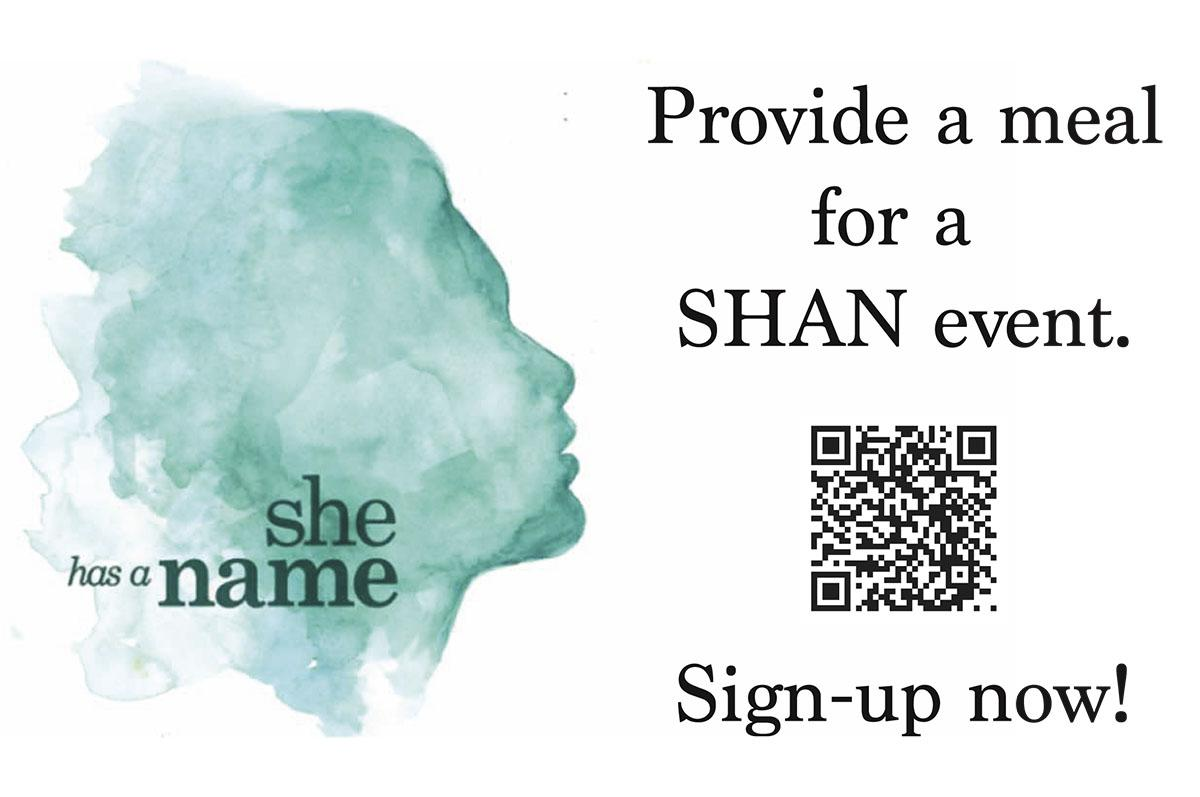 she
has a name
Provide a meal
for a
SHAN event.
Sign-up now!